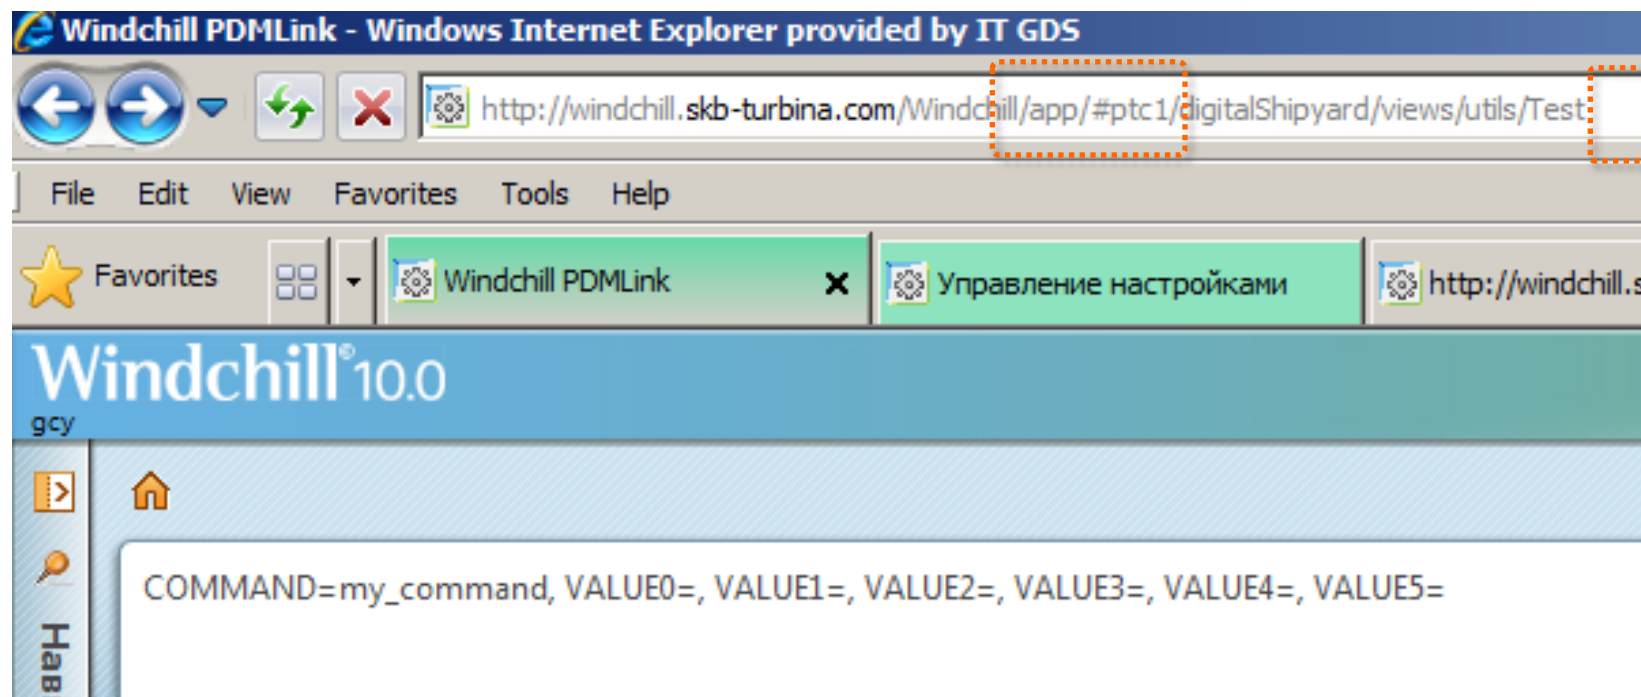 Windchill PDMLink - Windows Internet Explorer provided by IT GDS
http://windchill.skb-turbina.com/Windchill/app/#ptc1/digitalShipyard/views/utils/Test
File Edit View Favorites Tools Help
Favorites Windchill PDMLink Управление настройками http://windchill.s
Windchill® 10.0
gcy
COMMAND=my_command, VALUE0=, VALUE1=, VALUE2=, VALUE3=, VALUE4=, VALUE5=
Нав